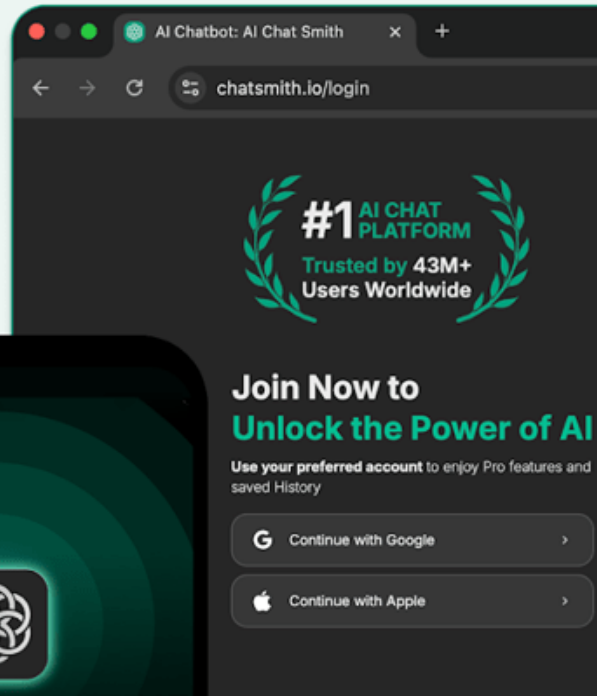 AI Chatbot: AI Chat Smith
chatsmith.io/login
#1 AI CHAT
PLATFORM
Trusted by 43M+
Users Worldwide
Join Now to
Unlock the Power of AI
Use your preferred account to enjoy Pro features and
saved History
Continue with Google
Continue with Apple